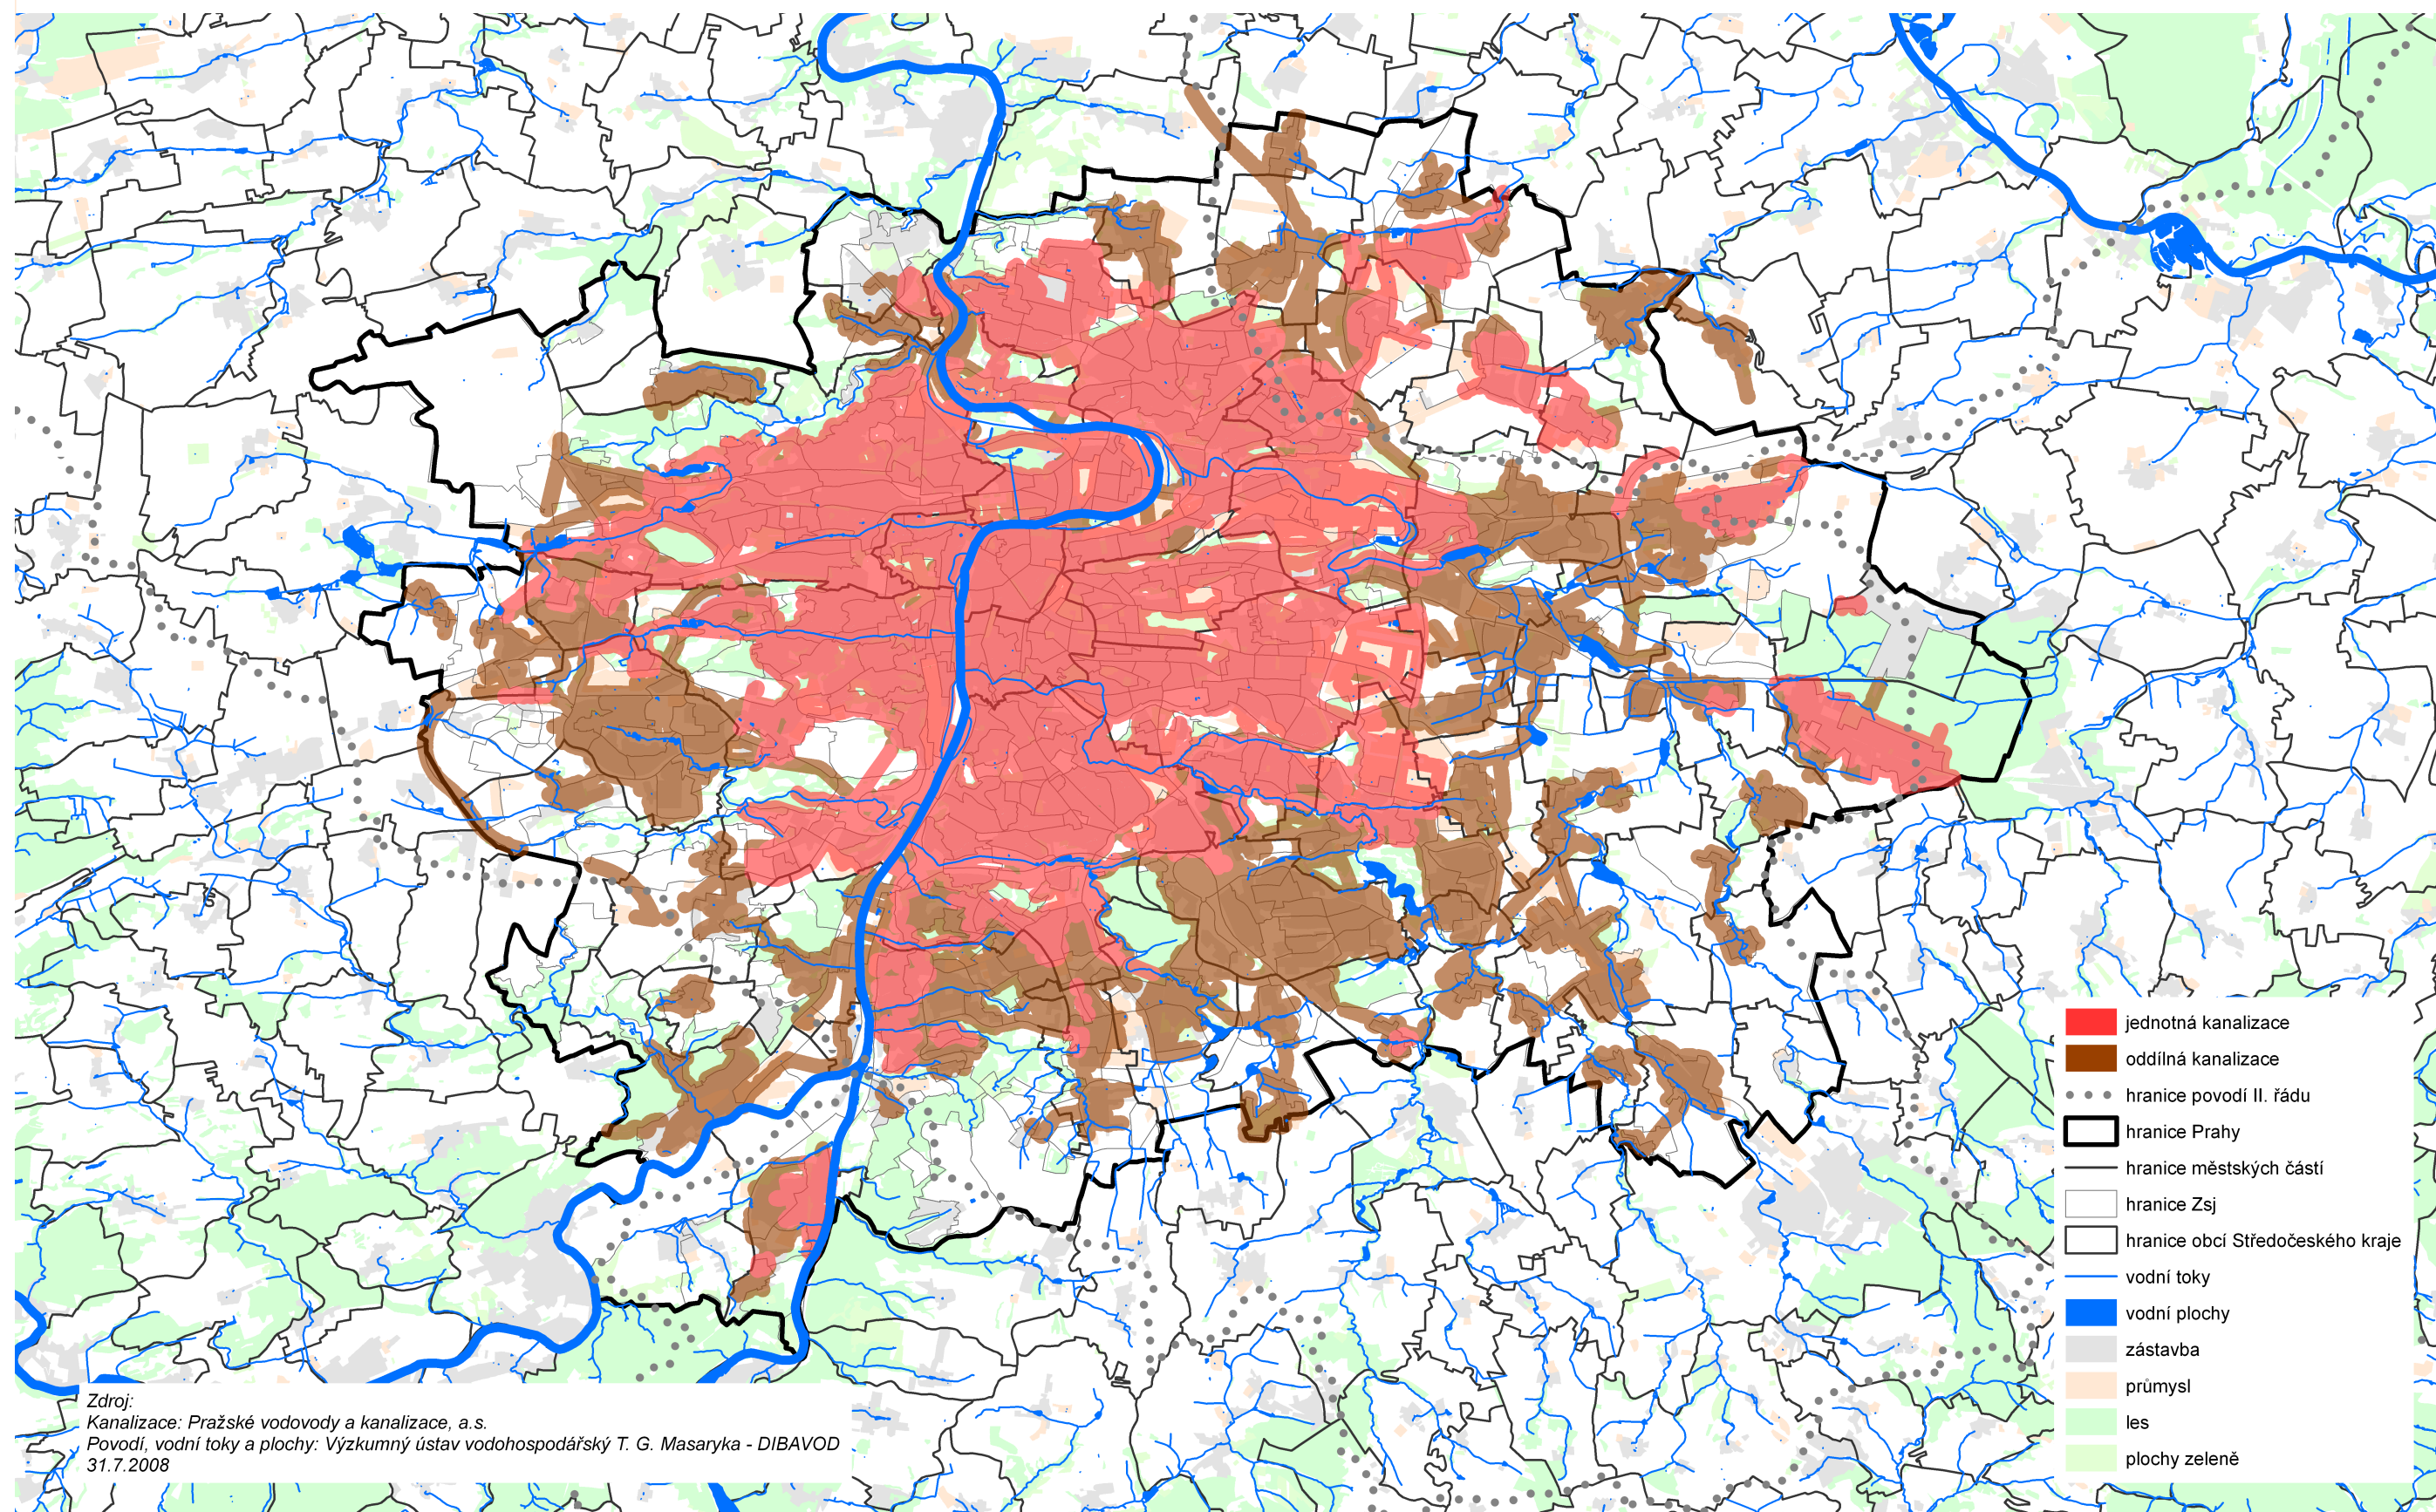 jednotná kanalizace
oddílná kanalizace
hranice povodí II. řádu
hranice Prahy
hranice městských částí
hranice Zsj
hranice obcí Středočeského kraje
vodní toky
vodní plochy
zástavba
průmysl
les
plochy zeleně
Zdroj:
Kanalizace: Pražské vodovody a kanalizace, a.s.
Povodí, vodní toky a plochy: Výzkumný ústav vodohospodářský T. G. Masaryka - DIBAVOD
31.7.2008